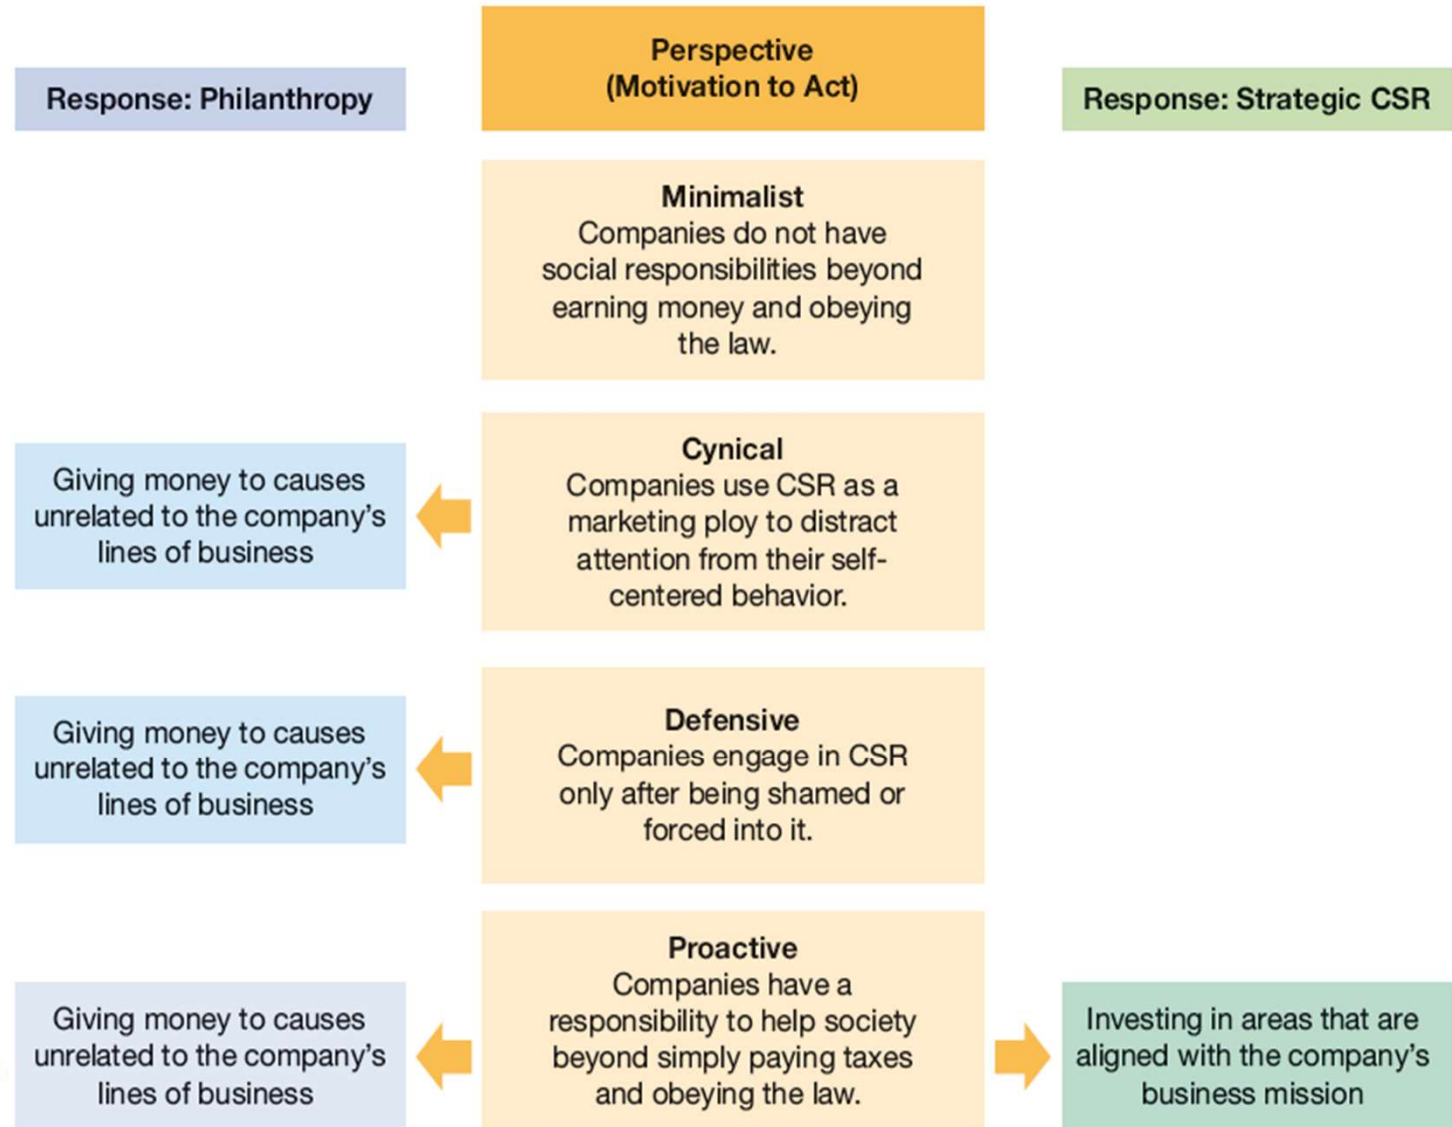 Perspective
(Motivation to Act)
Response: Philanthropy
Response: Strategic CSR
Minimalist
Companies do not have
social responsibilities beyond
earning money and obeying
the law.
Cynical
Companies use CSR as a
marketing ploy to distract
attention from their self-
centered behavior.
Giving money to causes
unrelated to the company’s
lines of business
Defensive
Companies engage in CSR
only after being shamed or
forced into it.
Giving money to causes
unrelated to the company’s
lines of business
Proactive
Companies have a
responsibility to help society
beyond simply paying taxes
and obeying the law.
Giving money to causes
unrelated to the company’s
lines of business
Investing in areas that are
aligned with the company’s
business mission